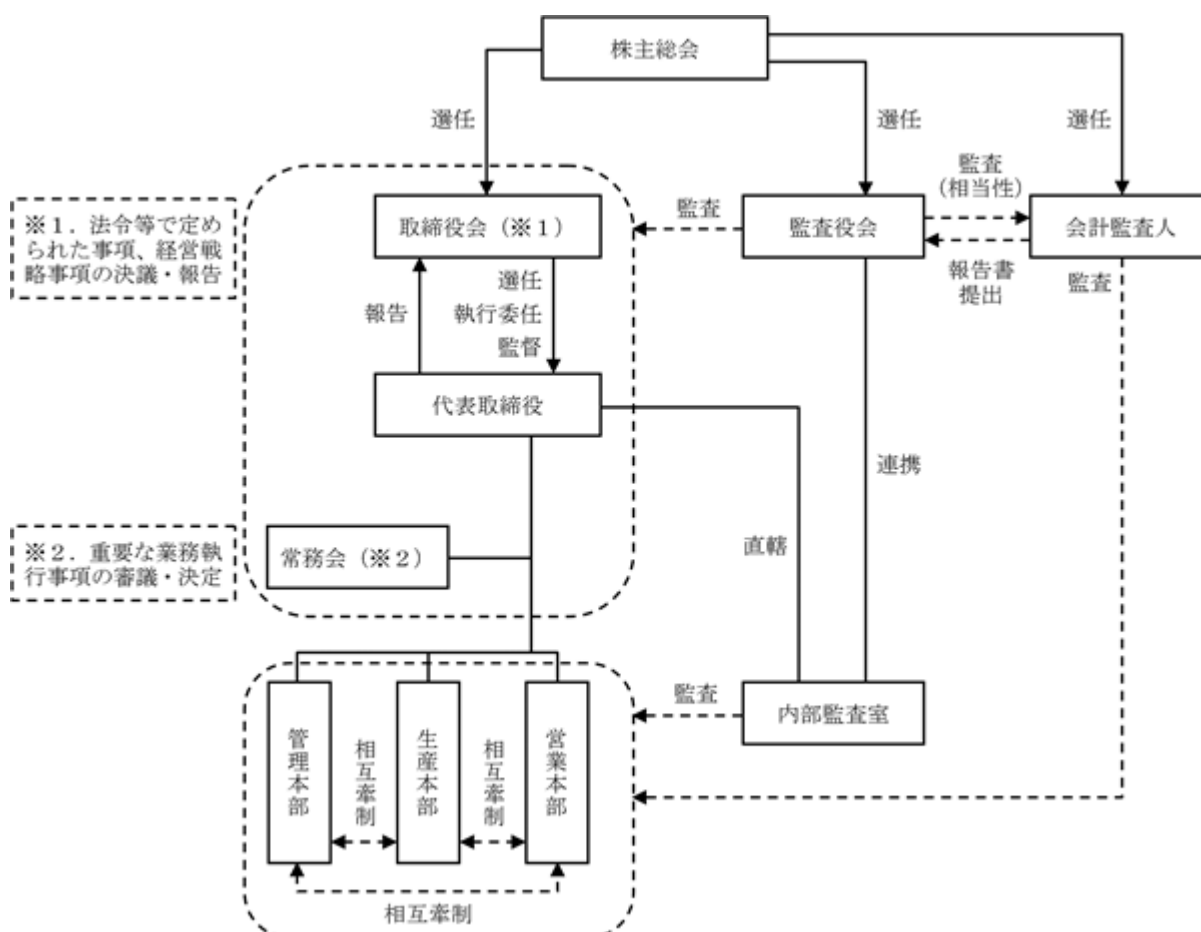 株主総会
選任
選任
選任
監査
(相当性)
※1．法令等で定め
られた事項、経営戦
略事項の決議・報告
取締役会（※1）
監査
監査役会
会計監査人
報告書
提出
監査
報告
選任
執行委任
監督
代表取締役
連携
直轄
※2．重要な業務執
行事項の審議・決定
常務会（※2）
監査
内部監査室
管理本部
相互牽制
生産本部
相互牽制
営業本部
相互牽制